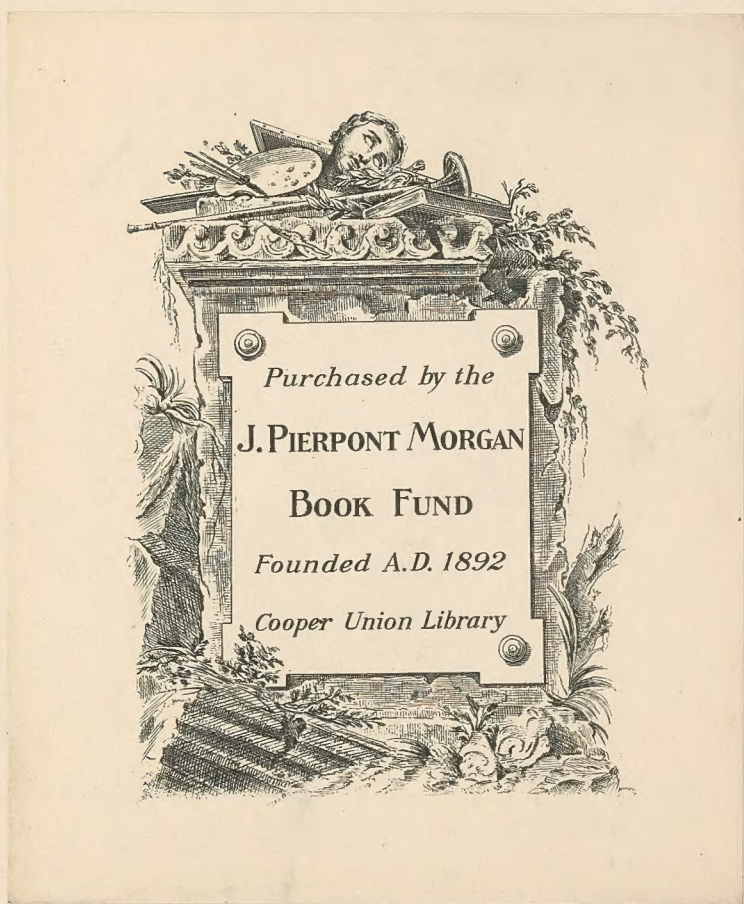 Purchased by the
J. PIERPONT MORGAN
BOOK FUND
Founded A.D. 1892
Cooper Union Library